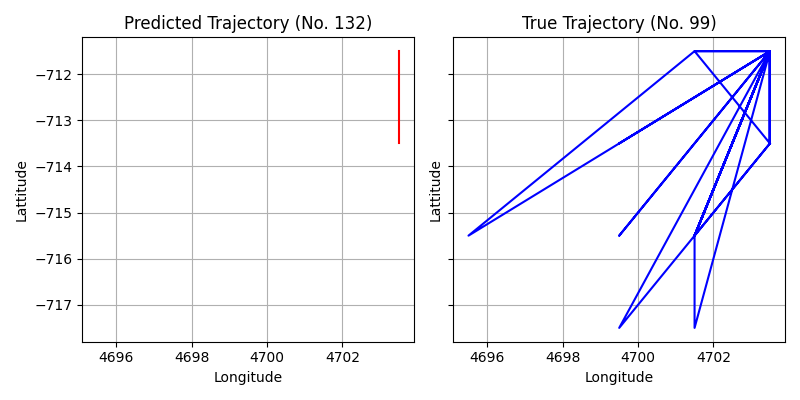 Predicted Trajectory (No. 132)
−712
−713
−714
−715
−716
−717
Lattitude
4696 4698 4700 4702
Longitude
True Trajectory (No. 99)
Lattitude
4696 4698 4700 4702
Longitude